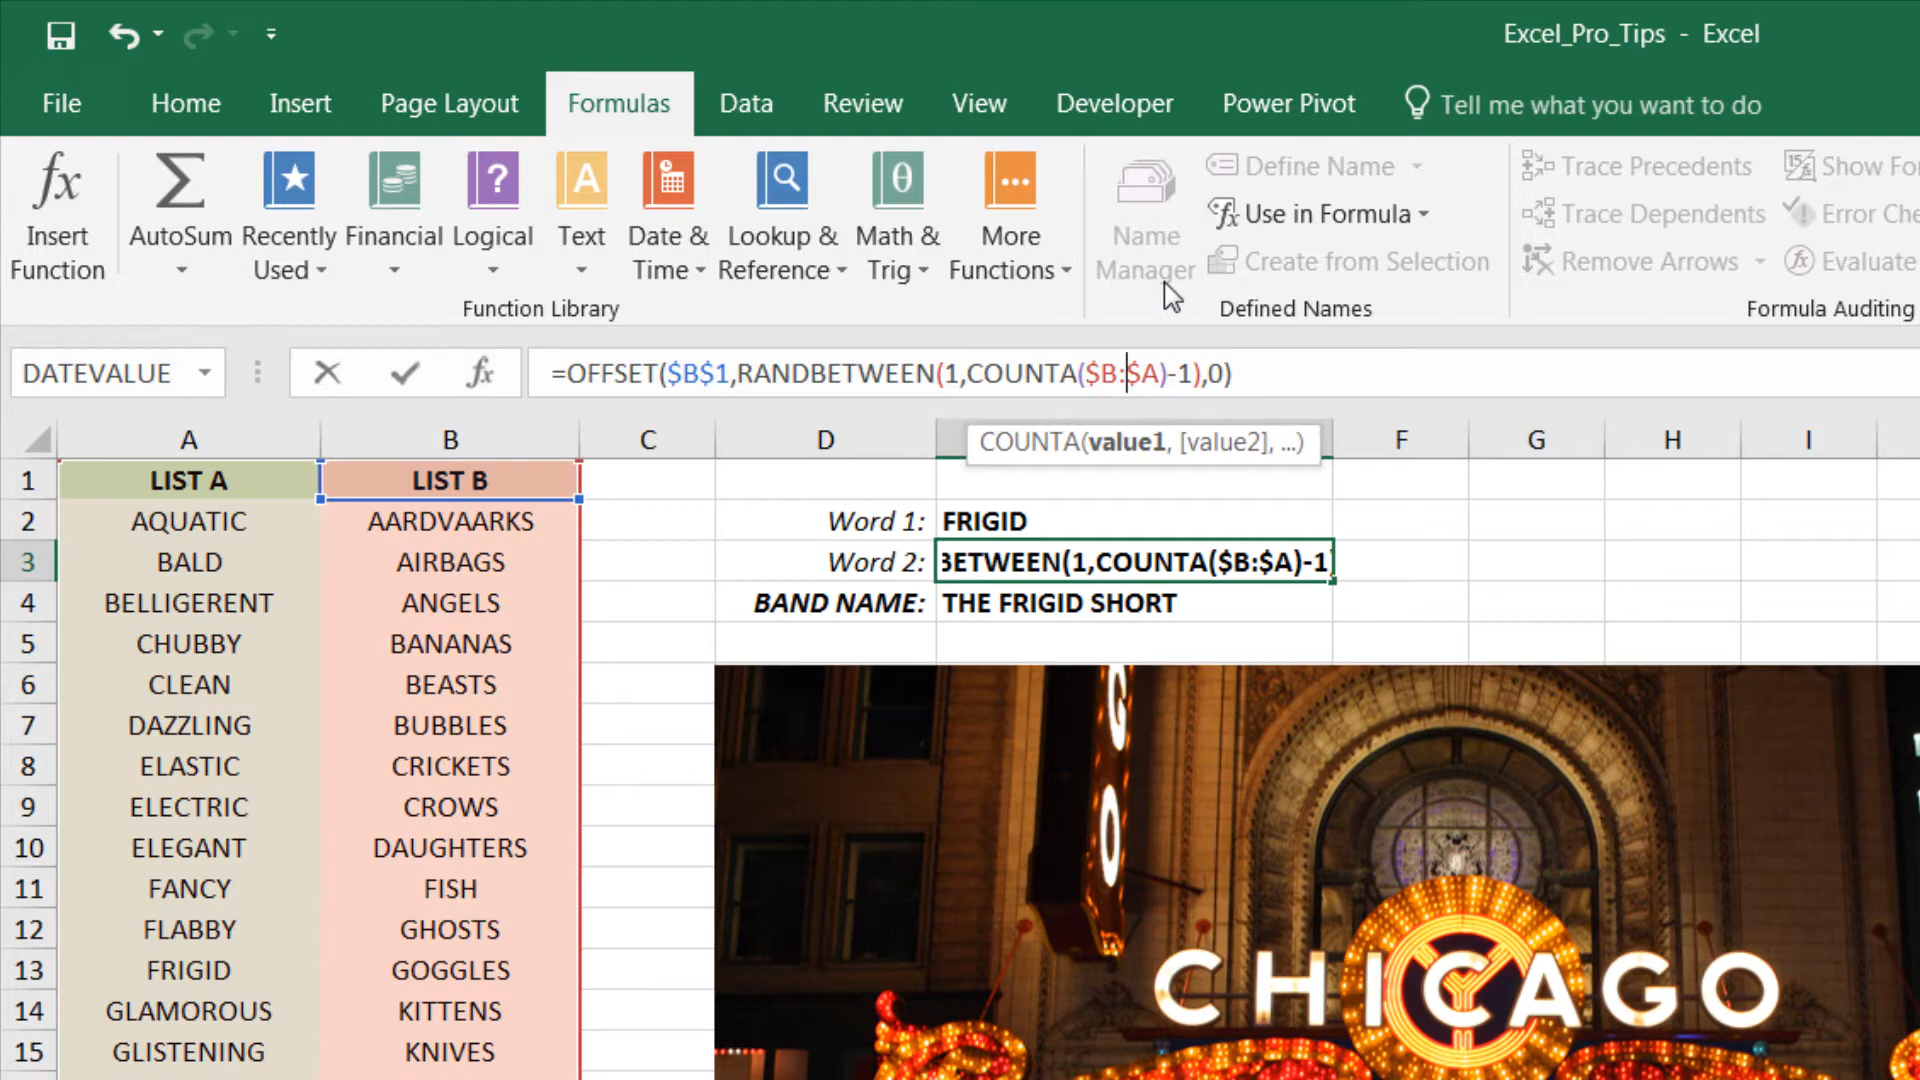 Excel_Pro_Tips - Excel
File Home Insert Page Layout Formulas Data Review View Developer Power Pivot Tell me what you want to do
Insert Function
AutoSum
Recently Used
Financial
Logical
Text
Date & Time
Lookup & Reference
Math & Trig
More Functions
Function Library
Name Manager
Define Name
Use in Formula
Create from Selection
Defined Names
Trace Precedents
Trace Dependents
Remove Arrows
Show
Error
Evaluate
Formula Auditing
DATEVALUE
=OFFSET($B$1,RANDBETWEEN(1,COUNTA($B:$A)-1),0)
COUNTA(value1, [value2], ...)
A B C D F G H I
1 LIST A LIST B
2 AQUATIC AARDVAARKS Word 1: FRIGID
3 BALD AIRBAGS Word 2: BETWEEN(1,COUNTA($B:$A)-1)
4 BELLIGERENT ANGELS BAND NAME: THE FRIGID SHORT
5 CHUBBY BANANAS
6 CLEAN BEASTS
7 DAZZLING BUBBLES
8 ELASTIC CRICKETS
9 ELECTRIC CROWS
10 ELEGANT DAUGHTERS
11 FANCY FISH
12 FLABBY GHOSTS
13 FRIGID GOGGLES
14 GLAMOROUS KITTENS
15 GLISTENING KNIVES
GO
CHICAGO